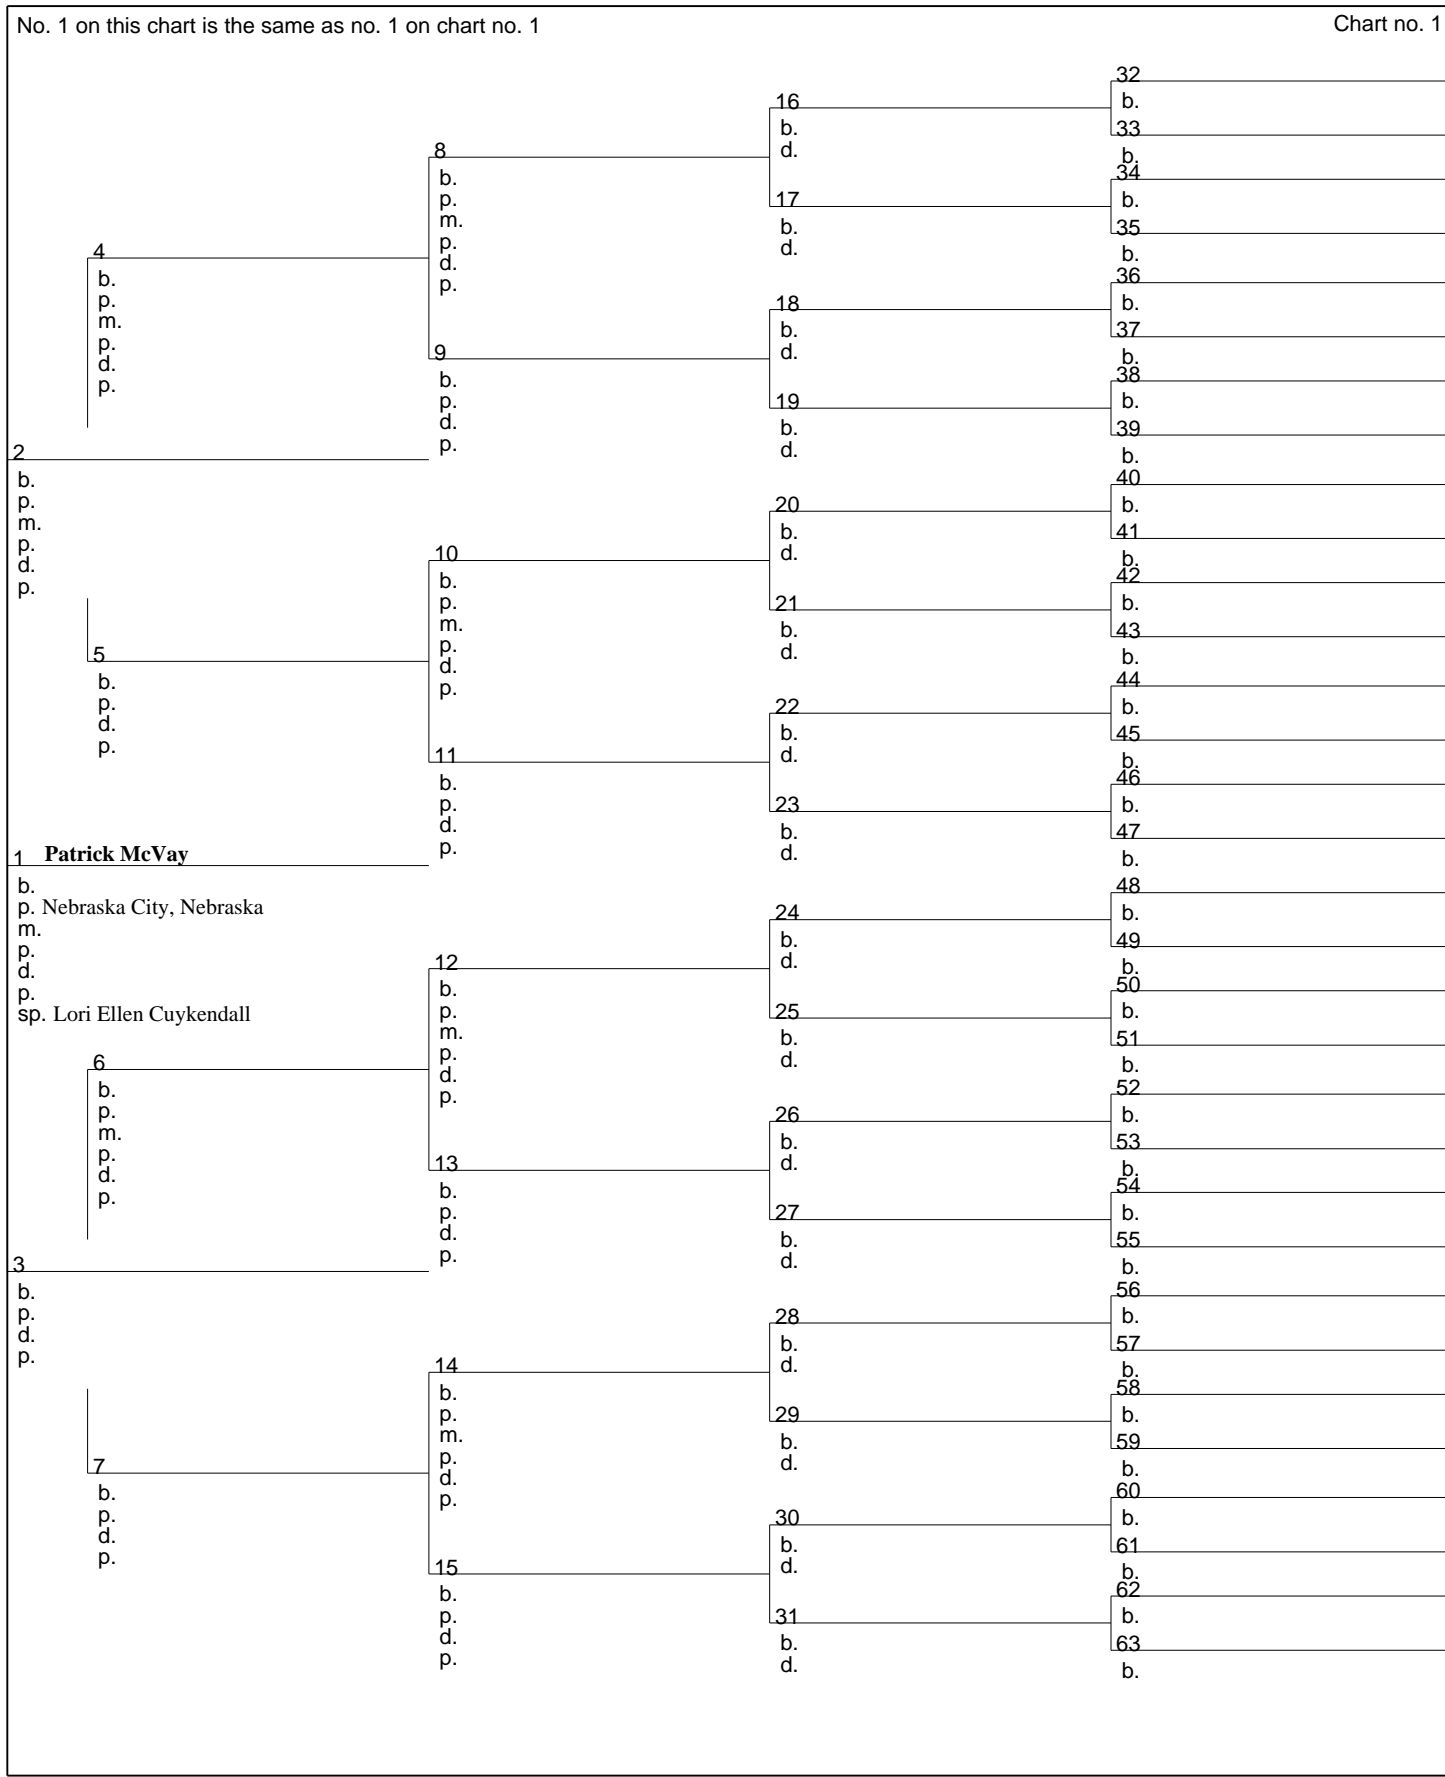 No. 1 on this chart is the same as no. 1 on chart no. 1
Chart no. 1
2
b.
p.
m.
p.
d.
p.
1 Patrick McVay
b.
p. Nebraska City, Nebraska
m.
p.
d.
p.
sp. Lori Ellen Cuykendall
3
b.
p.
d.
p.
4
b.
p.
m.
p.
d.
p.
5
b.
p.
d.
p.
6
b.
p.
m.
p.
d.
p.
7
b.
p.
d.
p.
8
b.
p.
m.
p.
d.
p.
9
b.
p.
d.
p.
10
b.
p.
m.
p.
d.
p.
11
b.
p.
d.
p.
12
b.
p.
m.
p.
d.
p.
13
b.
p.
d.
p.
14
b.
p.
m.
p.
d.
p.
15
b.
p.
d.
p.
16
b.
d.
17
b.
d.
18
b.
d.
19
b.
d.
20
b.
d.
21
b.
d.
22
b.
d.
23
b.
d.
24
b.
d.
25
b.
d.
26
b.
d.
27
b.
d.
28
b.
d.
29
b.
d.
30
b.
d.
31
b.
d.
32
b.
33
b.
34
b.
35
b.
36
b.
37
b.
38
b.
39
b.
40
b.
41
b.
42
b.
43
b.
44
b.
45
b.
46
b.
47
b.
48
b.
49
b.
50
b.
51
b.
52
b.
53
b.
54
b.
55
b.
56
b.
57
b.
58
b.
59
b.
60
b.
61
b.
62
b.
63
b.